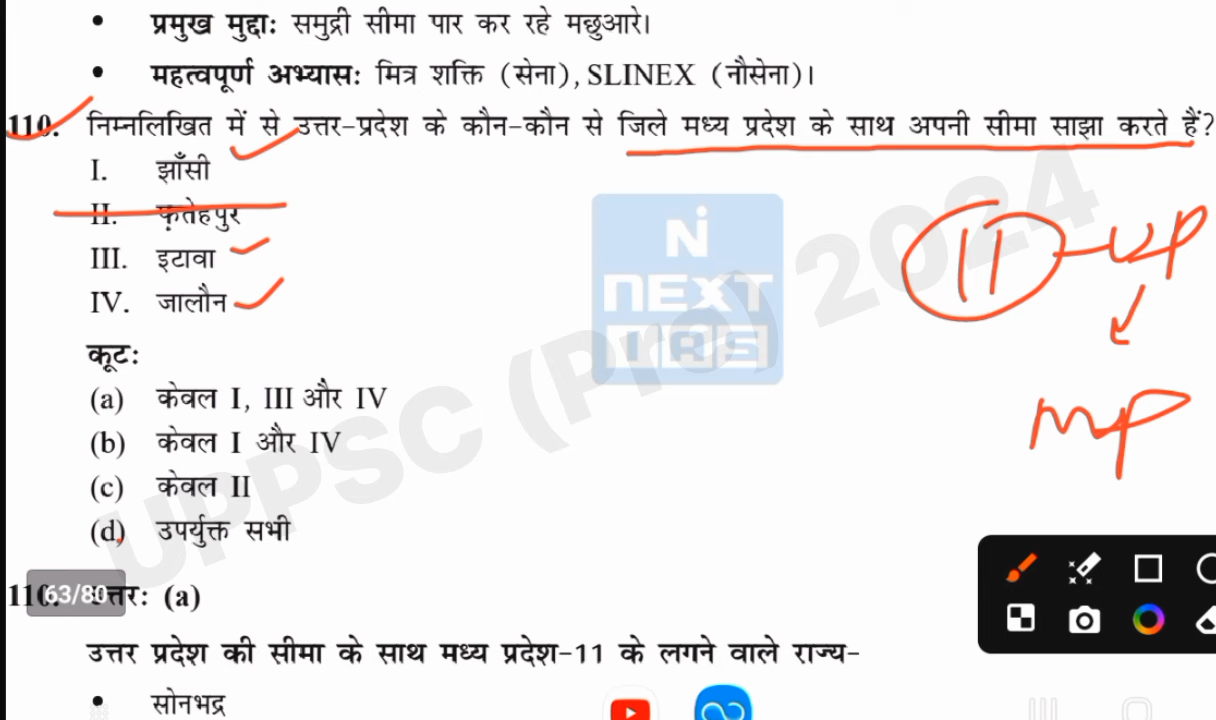 • प्रमुख मुद्दाः समुद्री सीमा पार कर रहे मछुआरे।
• महत्वपूर्ण अभ्यासः मित्र शक्ति (सेना), SLINEX (नौसेना)।
110. निम्नलिखित में से उत्तर-प्रदेश के कौन-कौन से जिले मध्य प्रदेश के साथ अपनी सीमा साझा करते हैं?
I. झाँसी
II. फ़तेहपुर
III. इटावा
IV. जालौन
11 UP
MP
N
NEXT
IAS
UPPSC (Pre) 2024
कूटः
(a) केवल I, III और IV
(b) केवल I और IV
(c) केवल II
(d) उपर्युक्त सभी
110. उत्तरः (a)
63/80
उत्तर प्रदेश की सीमा के साथ मध्य प्रदेश-11 के लगने वाले राज्य-
• सोनभद्र